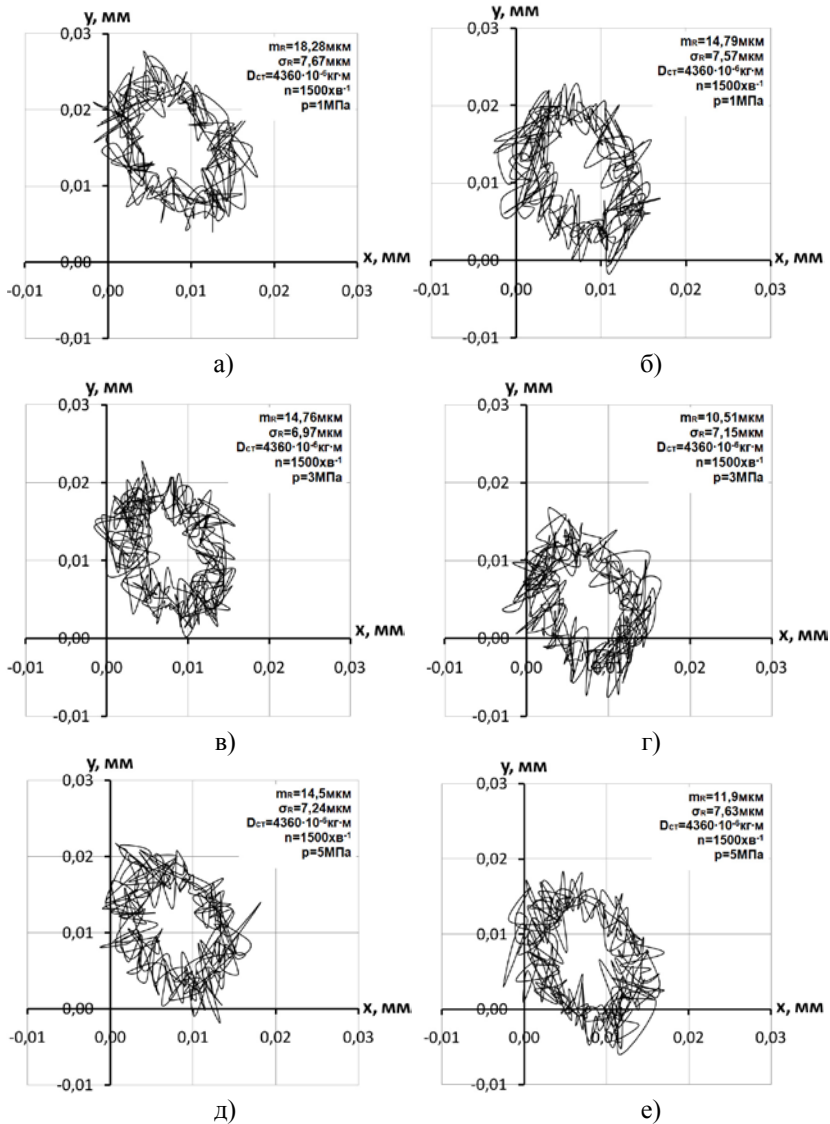 y, мм
0,03
0,02
0,01
0,00
-0,01
-0,01 0,00 0,01 0,02 0,03
x, мм
mR=18,28мкм
σR=7,67мкм
DСТ=4360·10-6кг·м
n=1500хв-1
p=1МПа
а)
y, мм
0,03
0,02
0,01
0,00
-0,01
-0,01 0,00 0,01 0,02 0,03
x, мм
mR=14,79мкм
σR=7,57мкм
DСТ=4360·10-6кг·м
n=1500хв-1
p=1МПа
б)
y, мм
0,03
0,02
0,01
0,00
-0,01
-0,01 0,00 0,01 0,02 0,03
x, мм
mR=14,76мкм
σR=6,97мкм
DСТ=4360·10-6кг·м
n=1500хв-1
p=3МПа
в)
y, мм
0,03
0,02
0,01
0,00
-0,01
-0,01 0,00 0,01 0,02 0,03
x, мм
mR=10,51мкм
σR=7,15мкм
DСТ=4360·10-6кг·м
n=1500хв-1
p=3МПа
г)
y, мм
0,03
0,02
0,01
0,00
-0,01
-0,01 0,00 0,01 0,02 0,03
x, мм
mR=14,5мкм
σR=7,24мкм
DСТ=4360·10-6кг·м
n=1500хв-1
p=5МПа
д)
y, мм
0,03
0,02
0,01
0,00
-0,01
-0,01 0,00 0,01 0,02 0,03
x, мм
mR=11,9мкм
σR=7,63мкм
DСТ=4360·10-6кг·м
n=1500хв-1
p=5МПа
е)